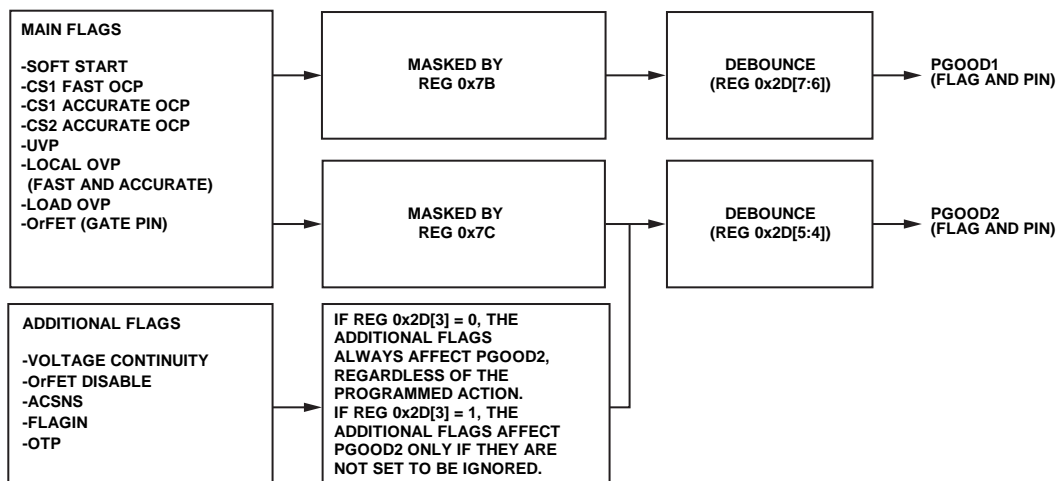 MAIN FLAGS
-SOFT START
-CS1 FAST OCP
-CS1 ACCURATE OCP
-CS2 ACCURATE OCP
-UVP
-LOCAL OVP
(FAST AND ACCURATE)
-LOAD OVP
-OrFET (GATE PIN)
MASKED BY
REG 0x7B
DEBOUNCE
(REG 0x2D[7:6])
PGOOD1
(FLAG AND PIN)
MASKED BY
REG 0x7C
DEBOUNCE
(REG 0x2D[5:4])
PGOOD2
(FLAG AND PIN)
ADDITIONAL FLAGS
-VOLTAGE CONTINUITY
-OrFET DISABLE
-ACSNS
-FLAGIN
-OTP
IF REG 0x2D[3] = 0, THE
ADDITIONAL FLAGS
ALWAYS AFFECT PGOOD2,
REGARDLESS OF THE
PROGRAMMED ACTION.
IF REG 0x2D[3] = 1, THE
ADDITIONAL FLAGS AFFECT
PGOOD2 ONLY IF THEY ARE
NOT SET TO BE IGNORED.